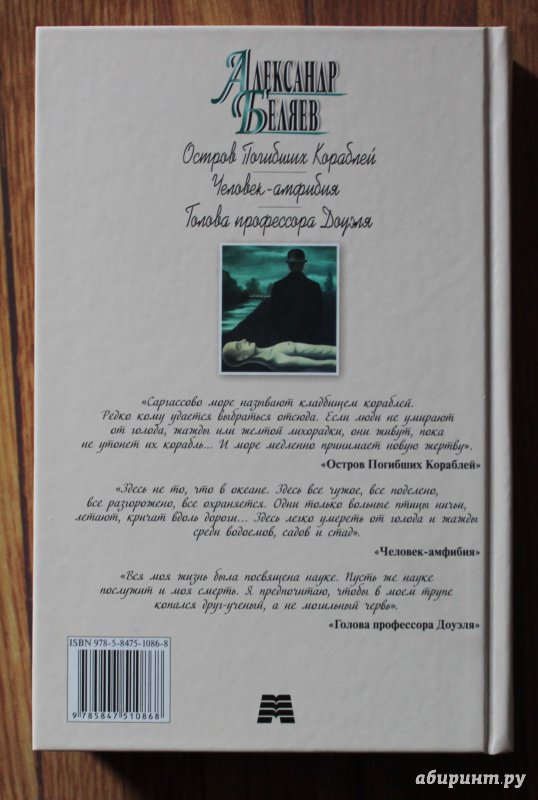 Александр
Беляев
Остров Погибших Кораблей
Человек-амфибия
Голова профессора Доуэля
«Саргассово море называют кладбищем кораблей.
Редко кому удается выбраться отсюда. Если люди не умирают
от голода, жажды или желтой лихорадки, они живут, пока
не утонет их корабль... И море медленно принимает новую жертву».
«Остров Погибших Кораблей»
«Здесь не то, что в океане. Здесь все чужое, все поделено,
все разгорожено, все охраняется. Одни только вольные птицы ничьи,
летают, кричат вдоль дороги... Здесь легко умереть от голода и жажды
среди водоемов, садов и стад».
«Человек-амфибия»
«Вся моя жизнь была посвящена науке. Пусть же науке
послужит и моя смерть. Я предпочитаю, чтобы в моем трупе
копался друг-ученый, а не могильный червь».
«Голова профессора Доуэля»
ISBN 978-5-8475-1086-8
9 785847 510868
абиринт.ру